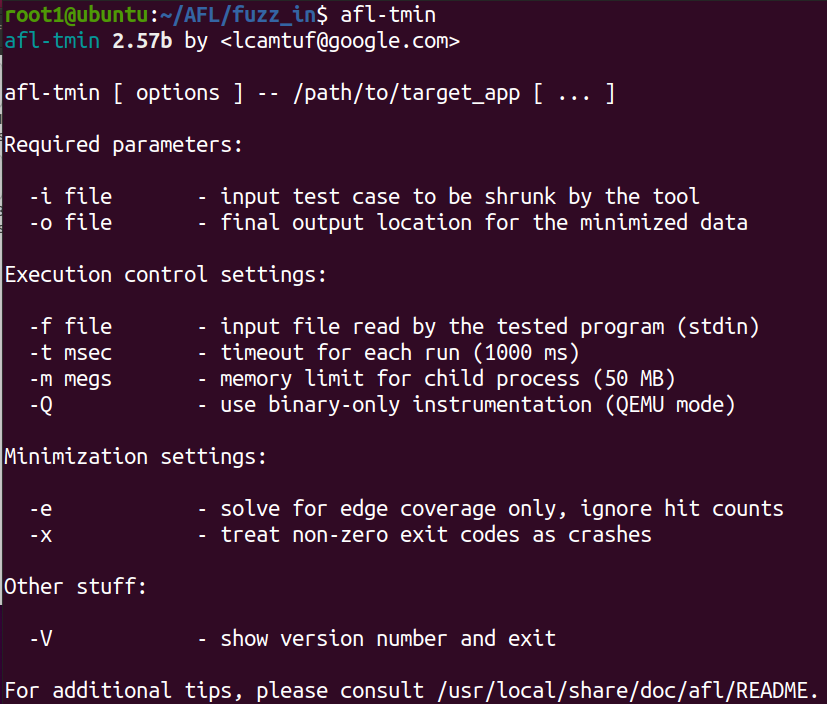 root1@ubuntu:~/AFL/fuzz_in$ afl-tmin
afl-tmin 2.57b by <lcamtuf@google.com>
afl-tmin [ options ] -- /path/to/target_app [ ... ]
Required parameters:
-i file - input test case to be shrunk by the tool
-o file - final output location for the minimized data
Execution control settings:
-f file - input file read by the tested program (stdin)
-t msec - timeout for each run (1000 ms)
-m megs - memory limit for child process (50 MB)
-Q - use binary-only instrumentation (QEMU mode)
Minimization settings:
-e - solve for edge coverage only, ignore hit counts
-x - treat non-zero exit codes as crashes
Other stuff:
-V - show version number and exit
For additional tips, please consult /usr/local/share/doc/afl/README.